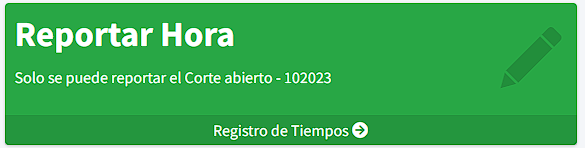 Reportar Hora
Solo se puede reportar el Corte abierto - 102023
Registro de Tiempos